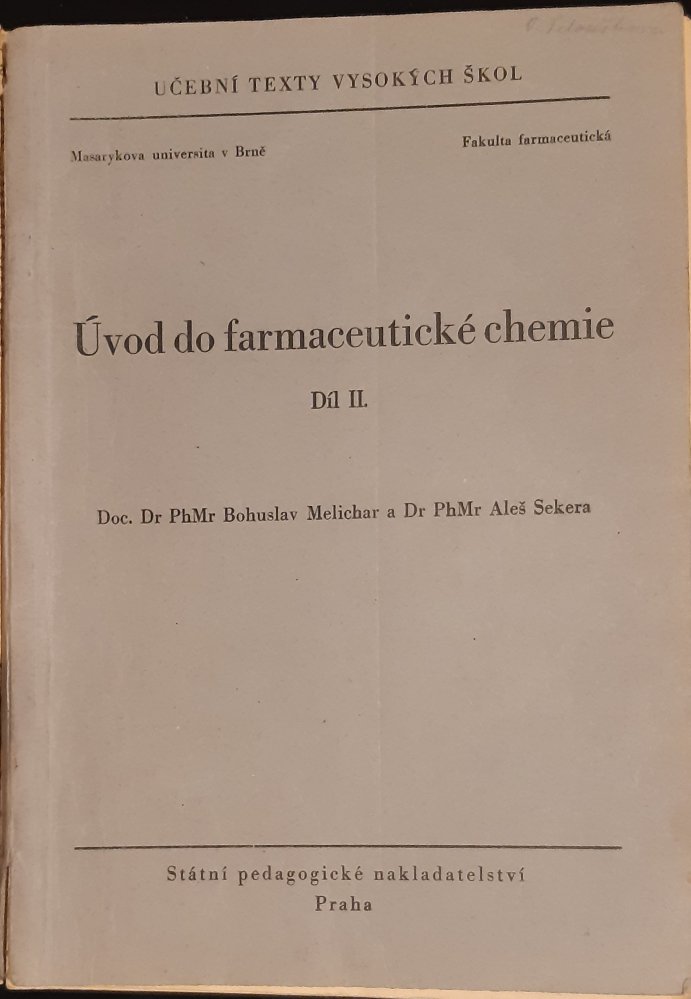 UČEBNÍ TEXTY VYSOKÝCH ŠKOL
Masarykova universita v Brně
Fakulta farmaceutická
Úvod do farmaceutické chemie
Díl II.
Doc. Dr PhMr Bohuslav Melichar a Dr PhMr Aleš Sekera
Státní pedagogické nakladatelství
Praha